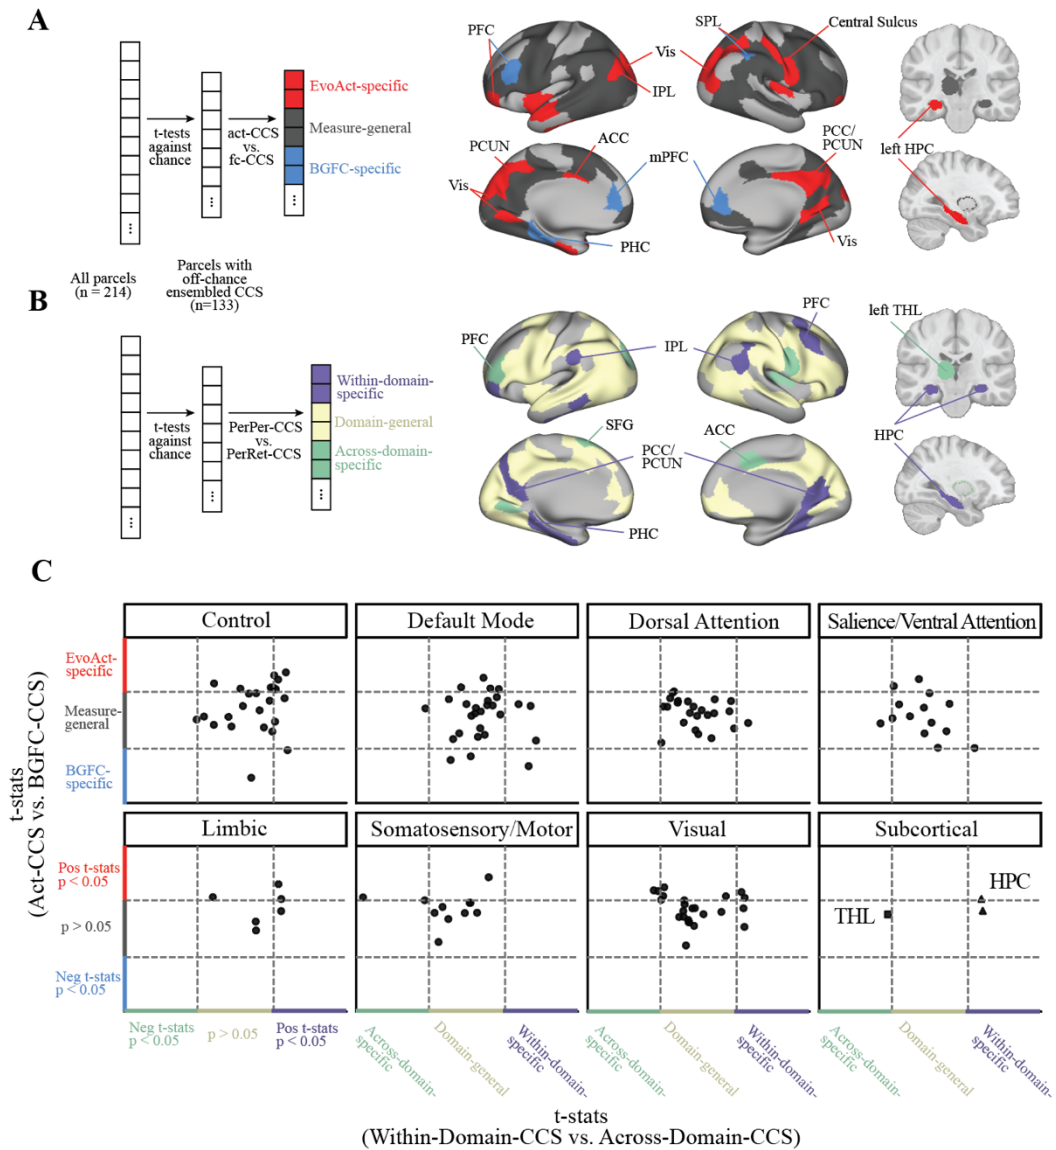 A
PFC
SPL
Central Sulcus
Vis
IPL
EvoAct-specific
t-tests
against
chance
act-CCS
vs.
fc-CCS
Measure-general
BGFC-specific
PCUN
ACC
mPFC
PCC/
PCUN
left HPC
Vis
PHC
Vis
...
...
...
All parcels
(n = 214)
Parcels with
off-chance
ensembled CCS
(n=133)
B
PFC
IPL
PFC
left THL
Within-domain-
specific
t-tests
against
chance
PerPer-CCS
vs.
PerRet-CCS
Domain-general
Across-domain-
specific
SFG
PCC/
PCUN
ACC
HPC
PHC
...
...
...
C
Control
Default Mode
Dorsal Attention
Salience/Ventral Attention
EvoAct-
specific
Measure-
general
BGFC-
specific
t-stats
(Act-CCS vs. BGFC-CCS)
Limbic
Somatosensory/Motor
Visual
Subcortical
Pos t-stats
p < 0.05
p > 0.05
Neg t-stats
p < 0.05
HPC
THL
Neg t-stats
p < 0.05
p > 0.05
Pos t-stats
p < 0.05
Across-domain-
specific
Domain-general
Within-domain-
specific
Across-domain-
specific
Domain-general
Within-domain-
specific
Across-domain-
specific
Domain-general
Within-domain-
specific
t-stats
(Within-Domain-CCS vs. Across-Domain-CCS)